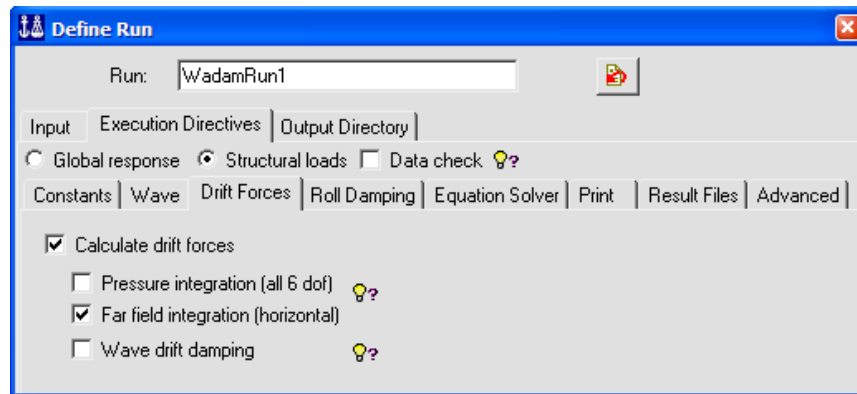 Define Run
Run: WadamRun1
Input Execution Directives Output Directory
Global response Structural loads Data check ?
Constants Wave Drift Forces Roll Damping Equation Solver Print Result Files Advanced
Calculate drift forces
Pressure integration (all 6 dof) ?
Far field integration (horizontal)
Wave drift damping ?